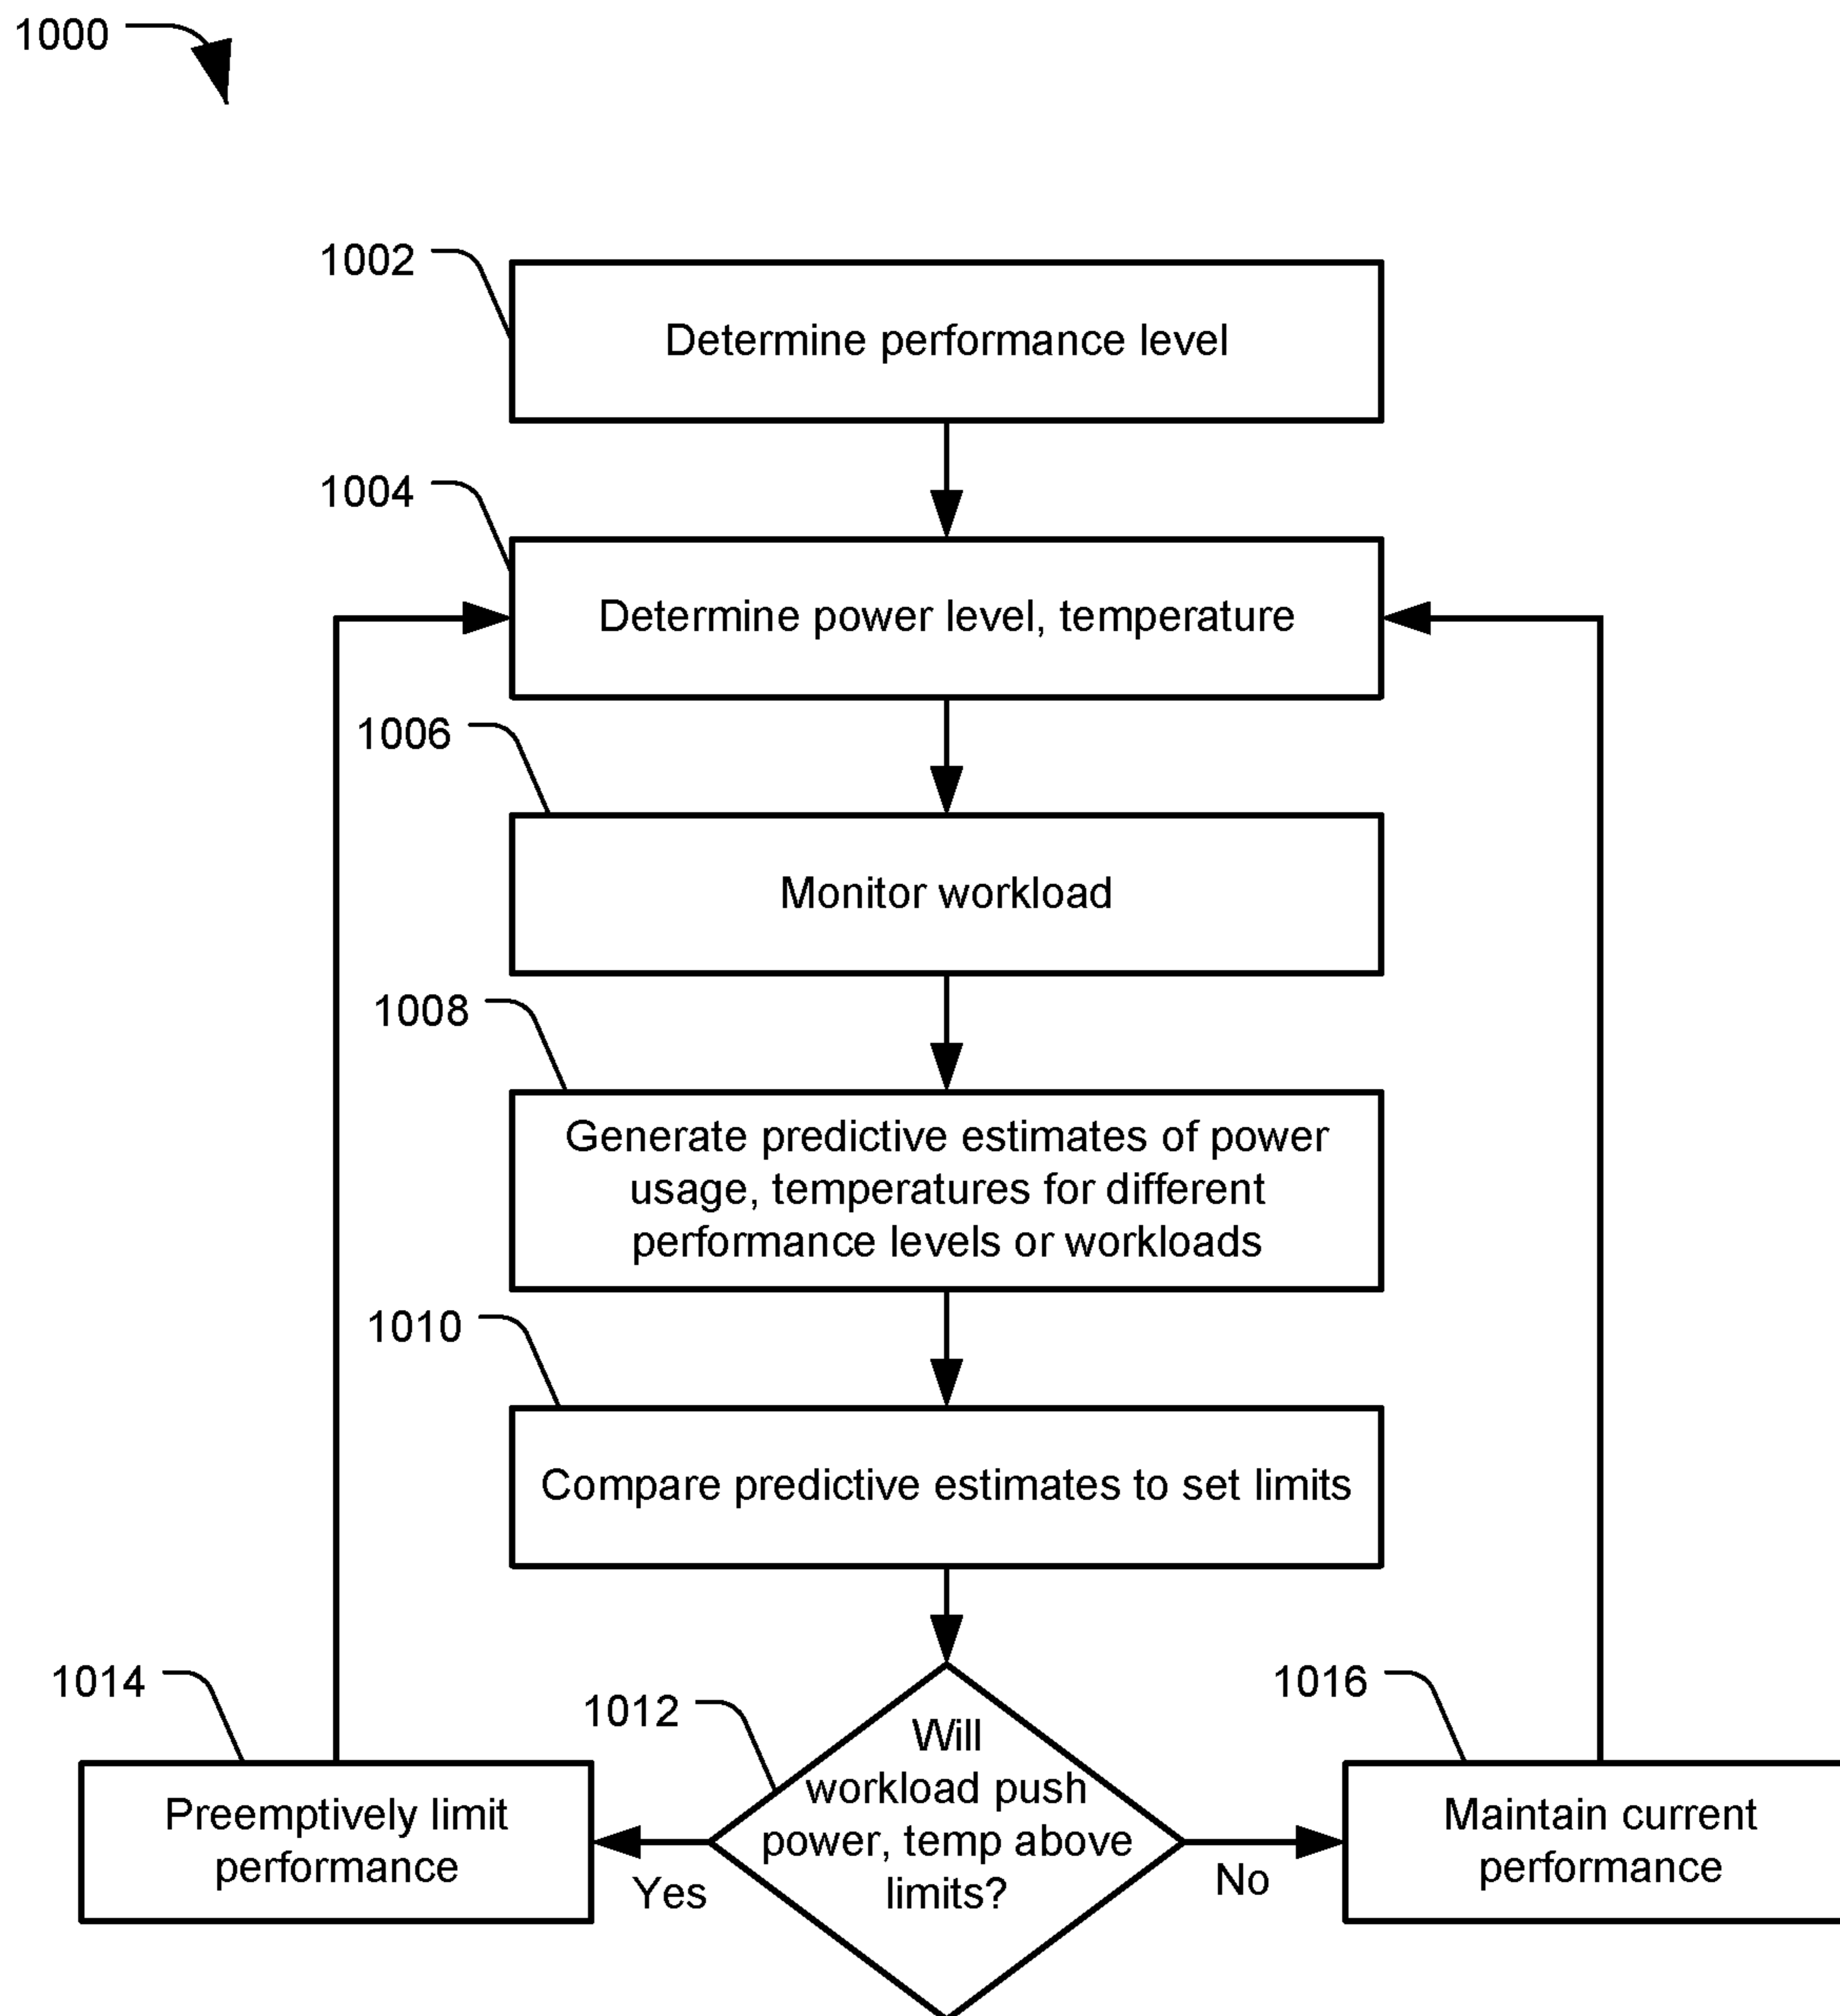 1000
1002
Determine performance level
1004
Determine power level, temperature
1006
Monitor workload
1008
Generate predictive estimates of power
usage, temperatures for different
performance levels or workloads
1010
Compare predictive estimates to set limits
1014
1012
1016
Will
workload push
power, temp above
limits?
Preemptively limit
performance
Yes
No
Maintain current
performance